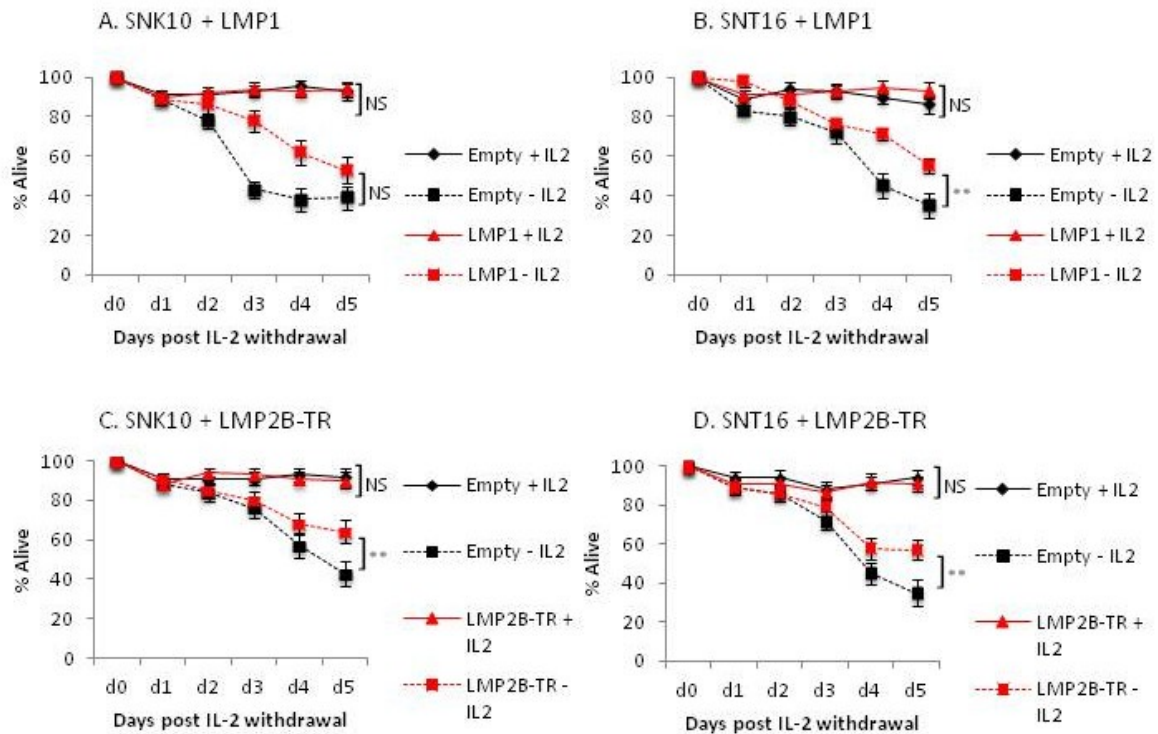 A. SNK10 + LMP1
100
80
60
40
20
0
% Alive
NS
NS
d0 d1 d2 d3 d4 d5
Days post IL-2 withdrawal
Empty + IL2
Empty - IL2
LMP1 + IL2
LMP1 - IL2
B. SNT16 + LMP1
100
80
60
40
20
0
% Alive
NS
**
d0 d1 d2 d3 d4 d5
Days post IL-2 withdrawal
Empty + IL2
Empty - IL2
LMP1 + IL2
LMP1 - IL2
C. SNK10 + LMP2B-TR
100
80
60
40
20
0
% Alive
NS
**
d0 d1 d2 d3 d4 d5
Days post IL-2 withdrawal
Empty + IL2
Empty - IL2
LMP2B-TR +
IL2
LMP2B-TR -
IL2
D. SNT16 + LMP2B-TR
100
80
60
40
20
0
% Alive
NS
**
d0 d1 d2 d3 d4 d5
Days post IL-2 withdrawal
Empty + IL2
Empty - IL2
LMP2B-TR +
IL2
LMP2B-TR -
IL2